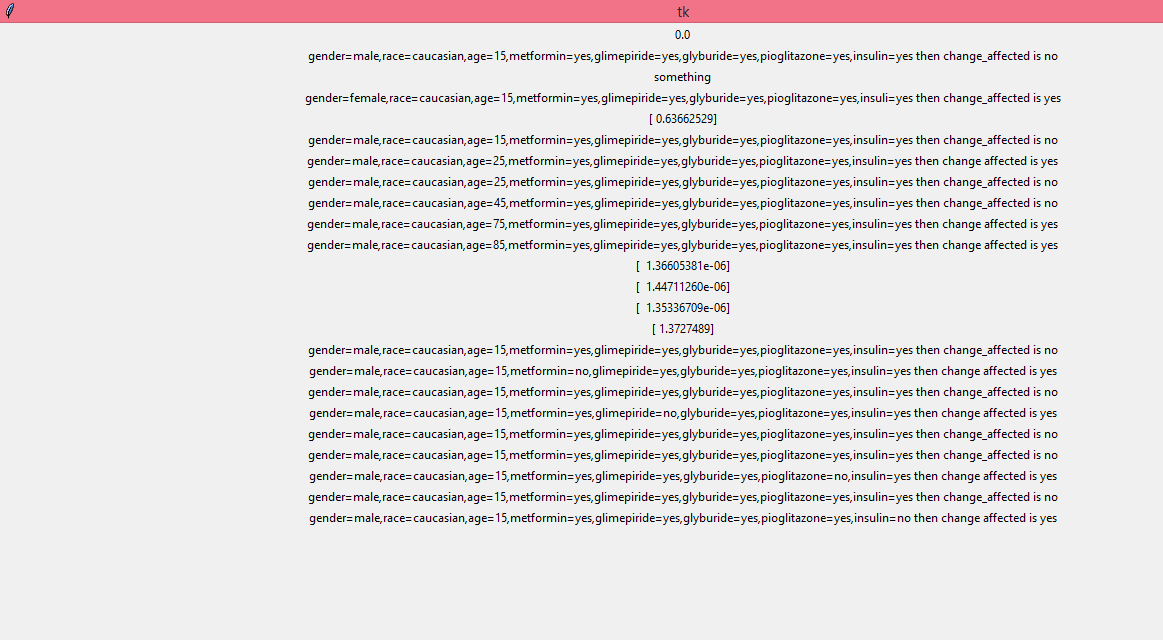 tk
0.0
gender=male,race=caucasian,age=15,metformin=yes,glimepiride=yes,glyburide=yes,pioglitazone=yes,insulin=yes then change_affected is no
something
gender=female,race=caucasian,age=15,metformin=yes,glimepiride=yes,glyburide=yes,pioglitazone=yes,insuli=yes then change_affected is yes
[ 0.63662529]
gender=male,race=caucasian,age=15,metformin=yes,glimepiride=yes,glyburide=yes,pioglitazone=yes,insulin=yes then change_affected is no
gender=male,race=caucasian,age=25,metformin=yes,glimepiride=yes,glyburide=yes,pioglitazone=yes,insulin=yes then change affected is yes
gender=male,race=caucasian,age=25,metformin=yes,glimepiride=yes,glyburide=yes,pioglitazone=yes,insulin=yes then change_affected is no
gender=male,race=caucasian,age=45,metformin=yes,glimepiride=yes,glyburide=yes,pioglitazone=yes,insulin=yes then change_affected is no
gender=male,race=caucasian,age=75,metformin=yes,glimepiride=yes,glyburide=yes,pioglitazone=yes,insulin=yes then change affected is yes
gender=male,race=caucasian,age=85,metformin=yes,glimepiride=yes,glyburide=yes,pioglitazone=yes,insulin=yes then change affected is yes
[  1.36605381e-06]
[  1.44711260e-06]
[  1.35336709e-06]
[ 1.3727489]
gender=male,race=caucasian,age=15,metformin=yes,glimepiride=yes,glyburide=yes,pioglitazone=yes,insulin=yes then change_affected is no
gender=male,race=caucasian,age=15,metformin=no,glimepiride=yes,glyburide=yes,pioglitazone=yes,insulin=yes then change affected is yes
gender=male,race=caucasian,age=15,metformin=yes,glimepiride=yes,glyburide=yes,pioglitazone=yes,insulin=yes then change_affected is no
gender=male,race=caucasian,age=15,metformin=yes,glimepiride=no,glyburide=yes,pioglitazone=yes,insulin=yes then change affected is yes
gender=male,race=caucasian,age=15,metformin=yes,glimepiride=yes,glyburide=yes,pioglitazone=yes,insulin=yes then change_affected is no
gender=male,race=caucasian,age=15,metformin=yes,glimepiride=yes,glyburide=yes,pioglitazone=yes,insulin=yes then change_affected is no
gender=male,race=caucasian,age=15,metformin=yes,glimepiride=yes,glyburide=yes,pioglitazone=no,insulin=yes then change affected is yes
gender=male,race=caucasian,age=15,metformin=yes,glimepiride=yes,glyburide=yes,pioglitazone=yes,insulin=yes then change_affected is no
gender=male,race=caucasian,age=15,metformin=yes,glimepiride=yes,glyburide=yes,pioglitazone=yes,insulin=no then change affected is yes